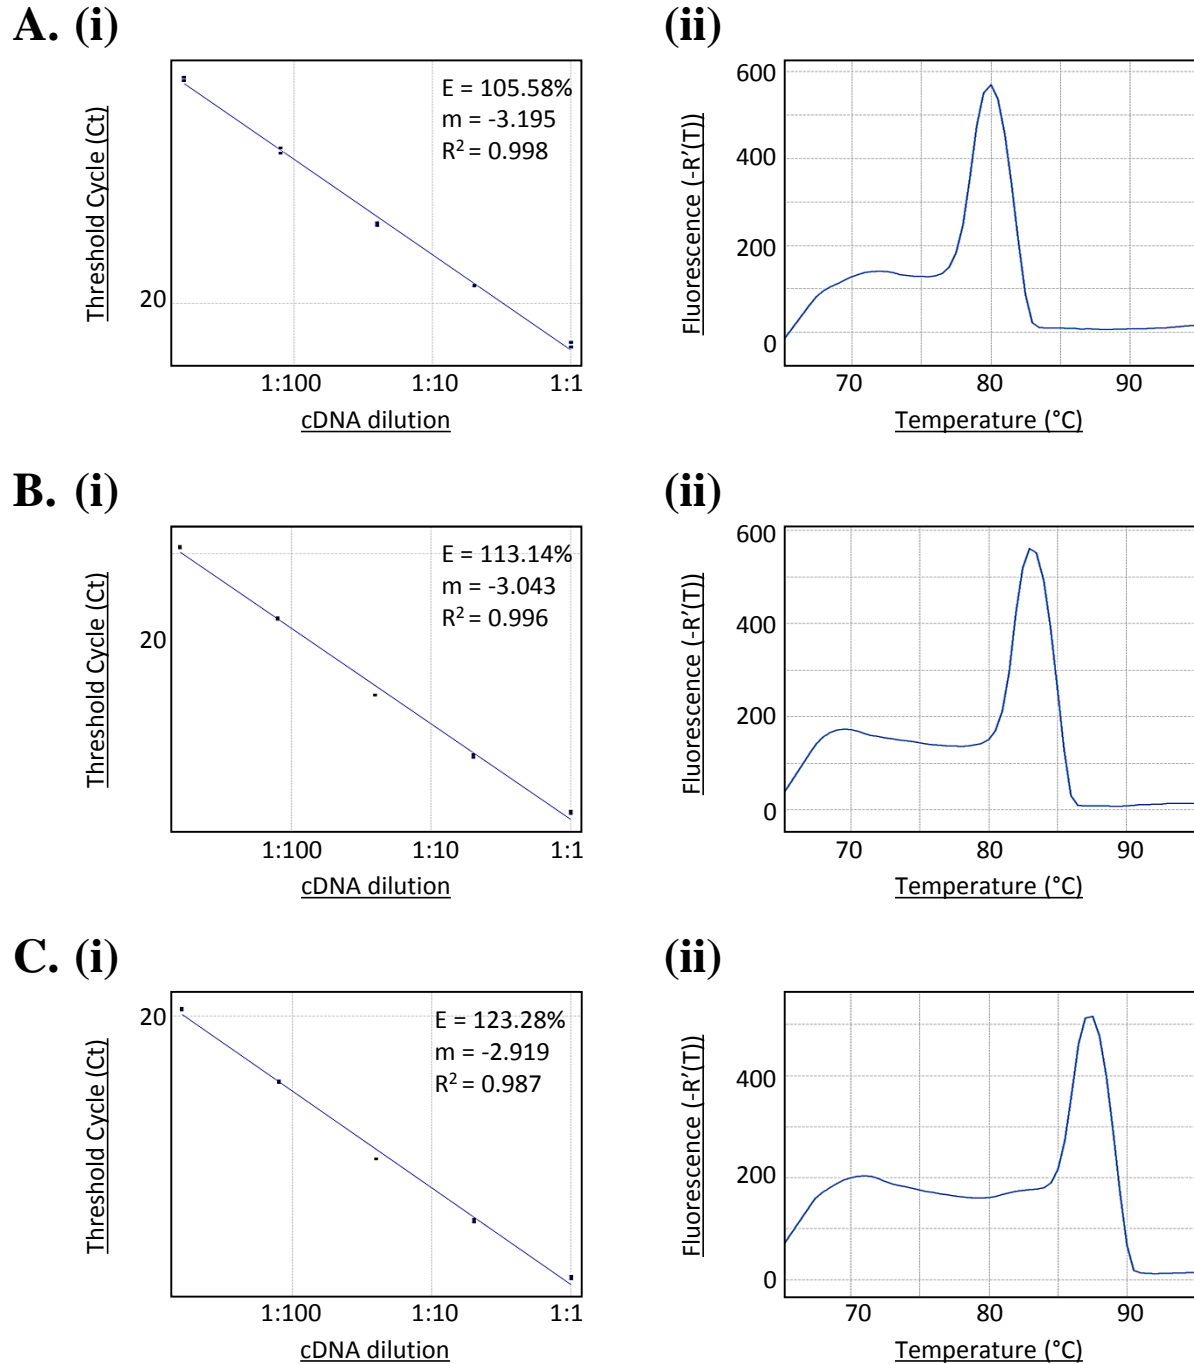 A. (i)
Threshold Cycle (Ct)
20
E = 105.58%
m = -3.195
R² = 0.998
1:100 1:10 1:1
cDNA dilution
(ii)
Fluorescence (-R'(T))
600
400
200
0
70 80 90
Temperature (°C)
B. (i)
Threshold Cycle (Ct)
20
E = 113.14%
m = -3.043
R² = 0.996
1:100 1:10 1:1
cDNA dilution
(ii)
Fluorescence (-R'(T))
600
400
200
0
70 80 90
Temperature (°C)
C. (i)
Threshold Cycle (Ct)
20
E = 123.28%
m = -2.919
R² = 0.987
1:100 1:10 1:1
cDNA dilution
(ii)
Fluorescence (-R'(T))
400
200
0
70 80 90
Temperature (°C)